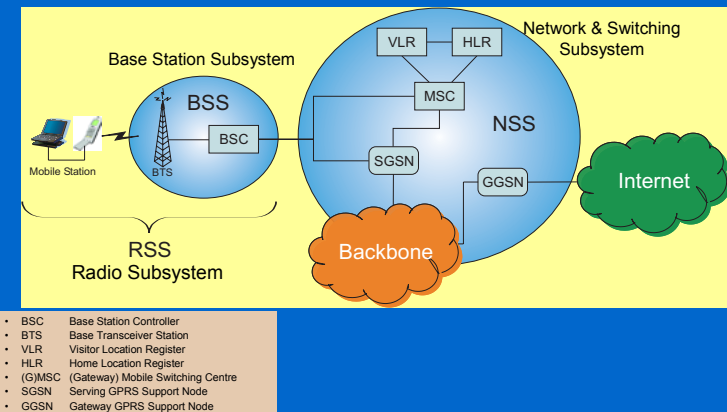 Network & Switching
Subsystem
Base Station Subsystem
VLR
HLR
BSS
MSC
NSS
BSC
BTS
Mobile Station
SGSN
GGSN
Internet
Backbone
RSS
Radio Subsystem
• BSC Base Station Controller
• BTS Base Transceiver Station
• VLR Visitor Location Register
• HLR Home Location Register
• (G)MSC (Gateway) Mobile Switching Centre
• SGSN Serving GPRS Support Node
• GGSN Gateway GPRS Support Node